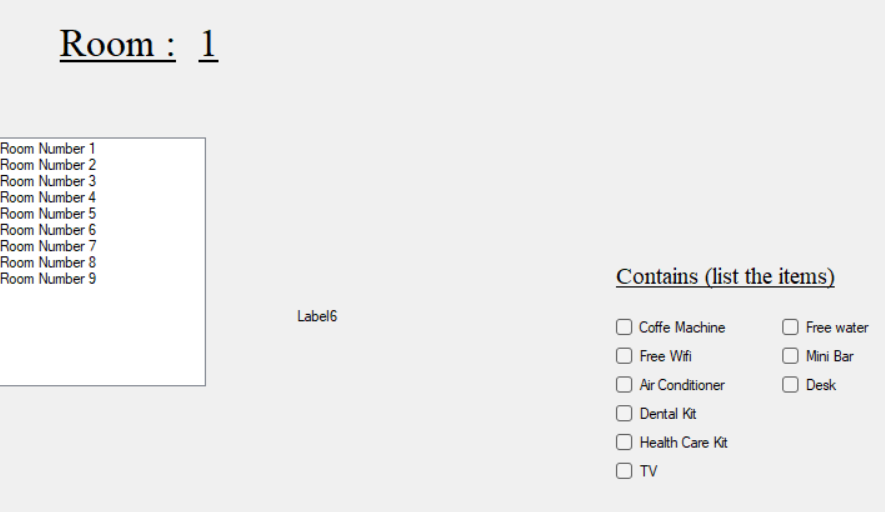 Room : 1
Room Number 1
Room Number 2
Room Number 3
Room Number 4
Room Number 5
Room Number 6
Room Number 7
Room Number 8
Room Number 9
Label6
Contains (list the items)
Coffe Machine
Free Wifi
Air Conditioner
Dental Kit
Health Care Kit
TV
Free water
Mini Bar
Desk